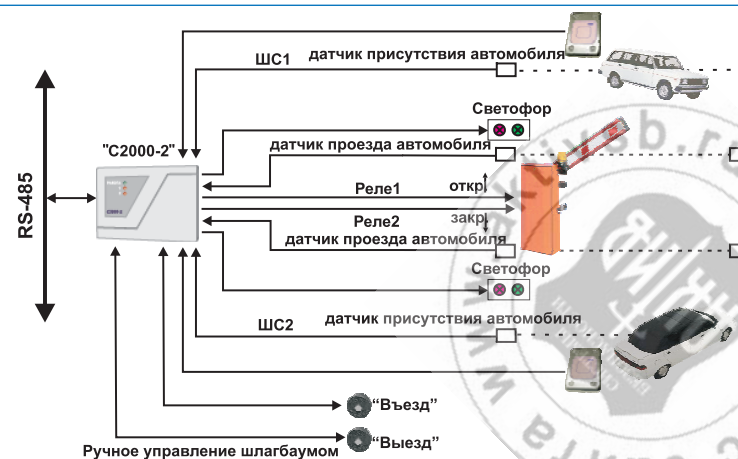 ШС1
датчик присутствия автомобиля
Светофор
"С2000-2"
датчик проезда автомобиля
RS-485
Реле1
откр.
Реле2
закр.
датчик проезда автомобиля
Светофор
ШС2
датчик присутствия автомобиля
“Въезд”
“Выезд”
Ручное управление шлагбаумом